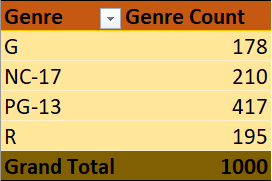 Genre Genre Count
G 178
NC-17 210
PG-13 417
R 195
Grand Total 1000